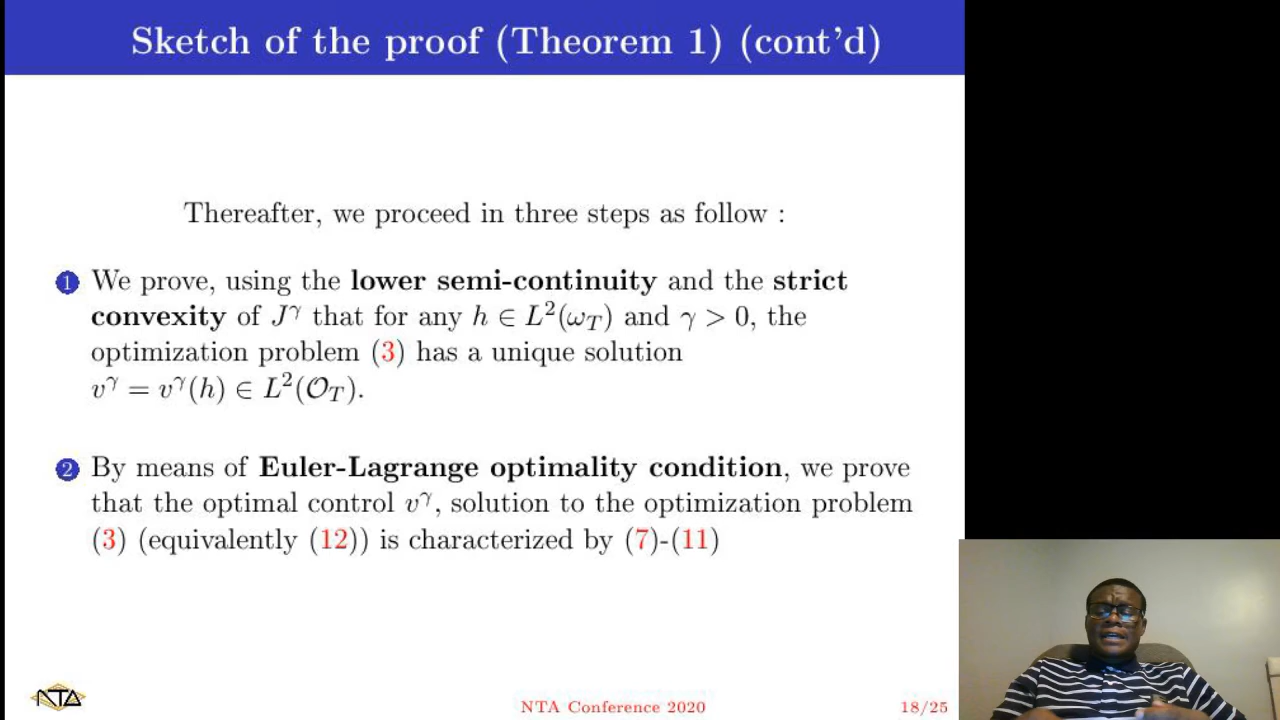 Sketch of the proof (Theorem 1) (cont'd)
Thereafter, we proceed in three steps as follow :
1 We prove, using the lower semi-continuity and the strict
convexity of J^γ that for any h ∈ L²(ω_T) and γ > 0, the
optimization problem (3) has a unique solution
v^γ = v^γ(h) ∈ L²(𝒪_T).
2 By means of Euler-Lagrange optimality condition, we prove
that the optimal control v^γ, solution to the optimization problem
(3) (equivalently (12)) is characterized by (7)-(11)
NTA
NTA Conference 2020
18/25